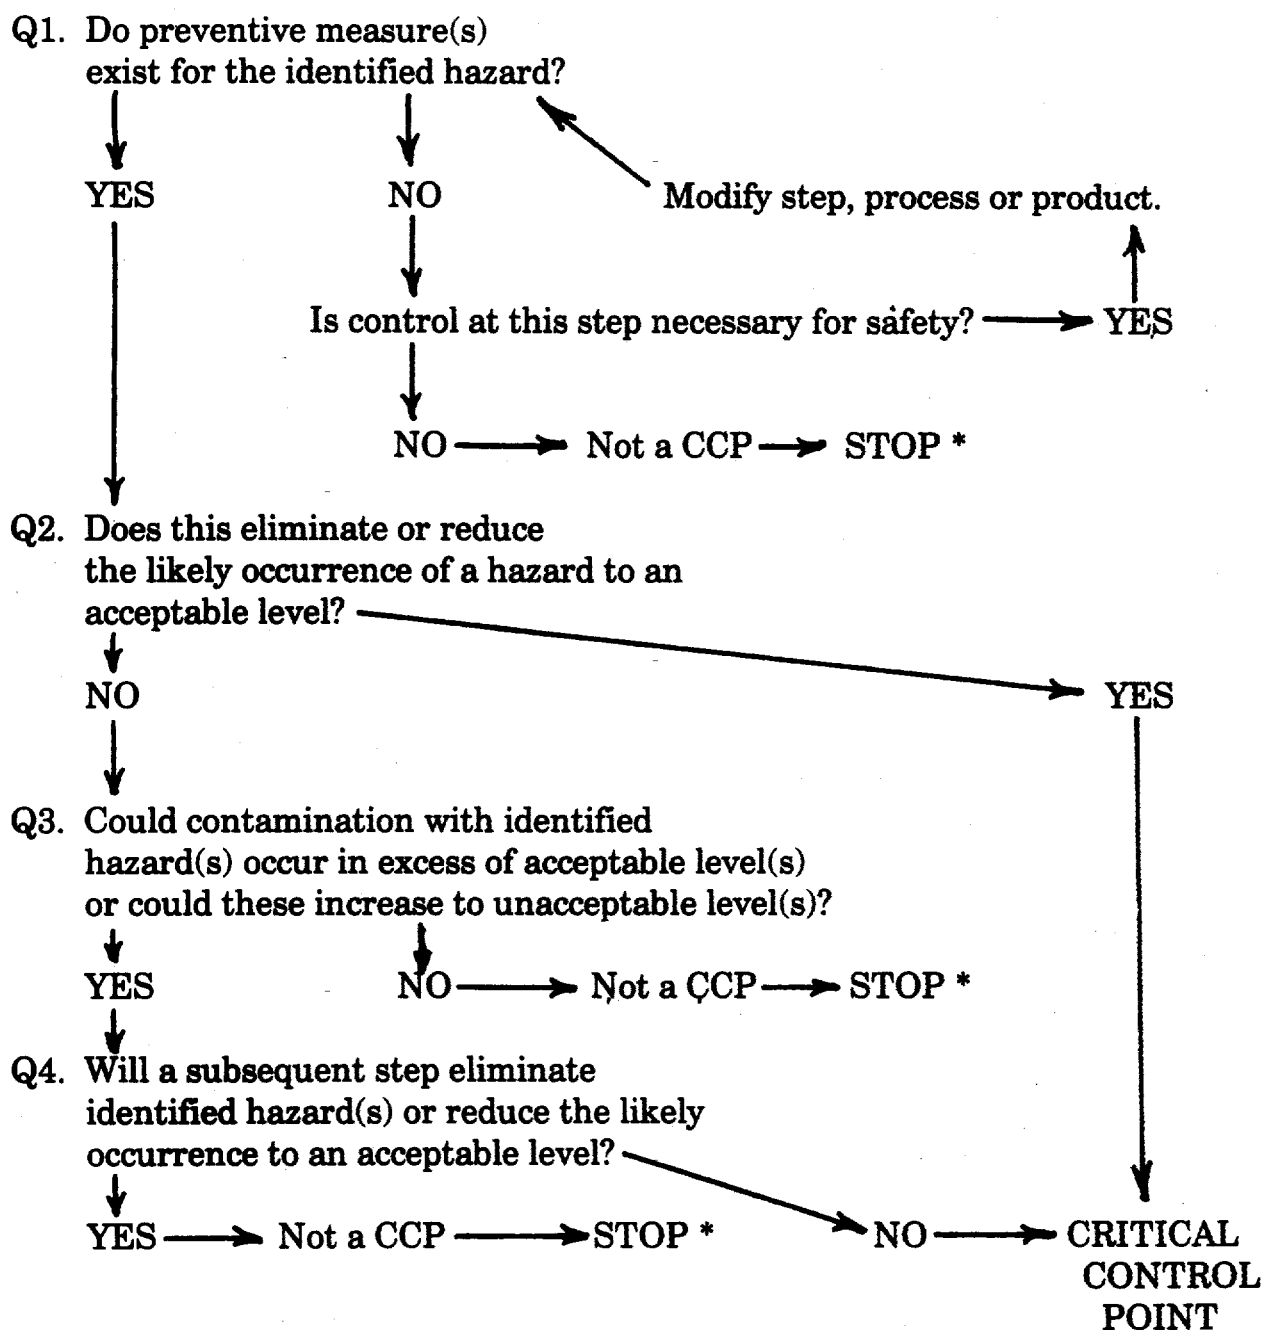 Q1. Do preventive measure(s)
exist for the identified hazard?
YES
NO
Modify step, process or product.
Is control at this step necessary for safety?
YES
NO
Not a CCP
STOP *
Q2. Does this eliminate or reduce
the likely occurrence of a hazard to an
acceptable level?
NO
YES
Q3. Could contamination with identified
hazard(s) occur in excess of acceptable level(s)
or could these increase to unacceptable level(s)?
YES
NO
Not a CCP
STOP *
Q4. Will a subsequent step eliminate
identified hazard(s) or reduce the likely
occurrence to an acceptable level?
YES
Not a CCP
STOP *
NO
CRITICAL
CONTROL
POINT